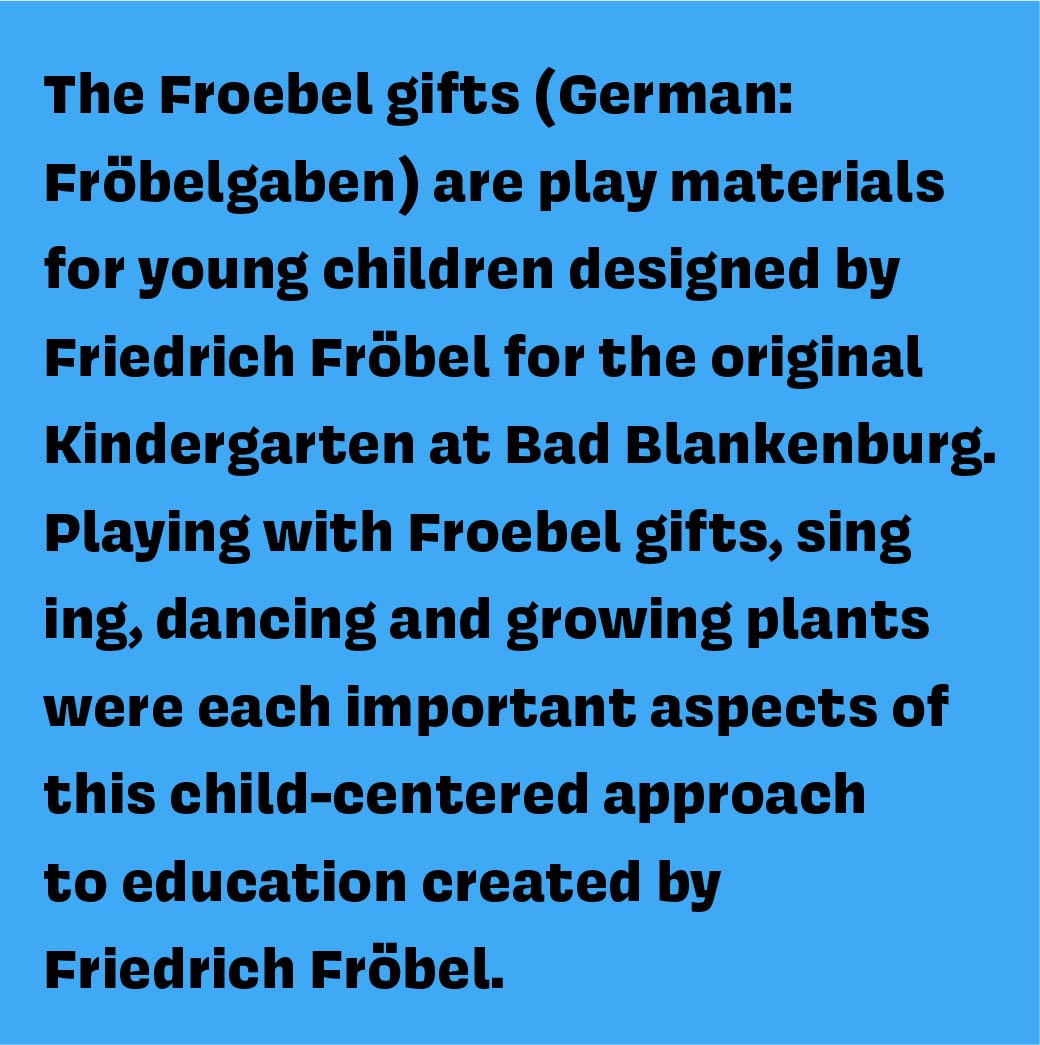 The Froebel gifts (German:
Fröbelgaben) are play materials
for young children designed by
Friedrich Fröbel for the original
Kindergarten at Bad Blankenburg.
Playing with Froebel gifts, sing
ing, dancing and growing plants
were each important aspects of
this child-centered approach
to education created by
Friedrich Fröbel.